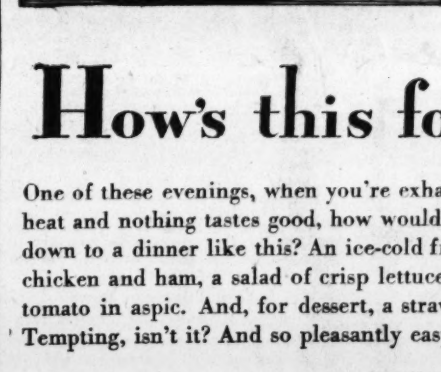 How's this fo
One of these evenings, when you're exha
heat and nothing tastes good, how would
down to a dinner like this? An ice-cold f
chicken and ham, a salad of crisp lettuce
tomato in aspic. And, for dessert, a stra
Tempting, isn't it? And so pleasantly eas